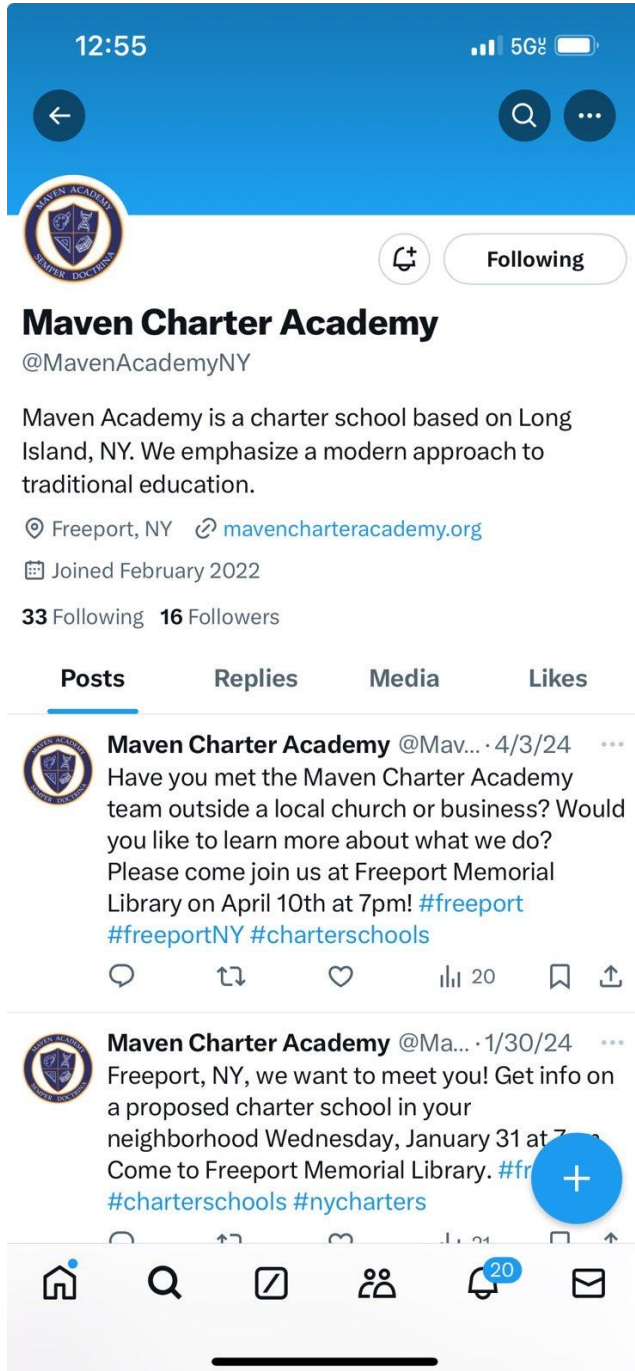 12:55
5G
MAVEN ACADEMY
SEMPER DOCTRINA
Following
Maven Charter Academy
@MavenAcademyNY
Maven Academy is a charter school based on Long
Island, NY. We emphasize a modern approach to
traditional education.
Freeport, NY mavencharteracademy.org
Joined February 2022
33 Following 16 Followers
Posts Replies Media Likes
Maven Charter Academy @Mav... · 4/3/24
Have you met the Maven Charter Academy
team outside a local church or business? Would
you like to learn more about what we do?
Please come join us at Freeport Memorial
Library on April 10th at 7pm! #freeport
#freeportNY #charterschools
20
Maven Charter Academy @Ma... · 1/30/24
Freeport, NY, we want to meet you! Get info on
a proposed charter school in your
neighborhood Wednesday, January 31 at
Come to Freeport Memorial Library. #fr
#charterschools #nycharters
20